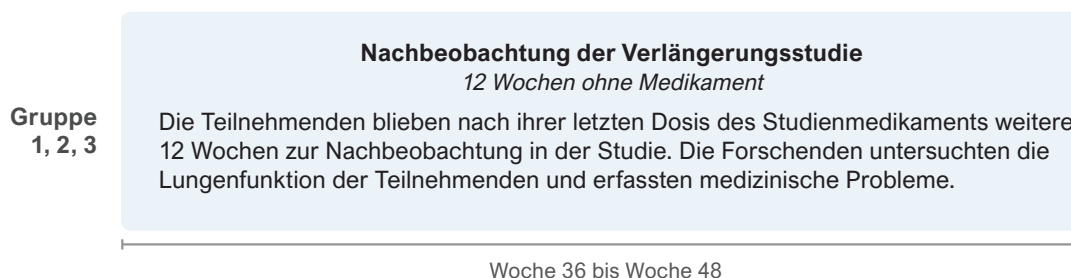 Nachbeobachtung der Verlängerungsstudie
12 Wochen ohne Medikament
Gruppe
1, 2, 3
Die Teilnehmenden blieben nach ihrer letzten Dosis des Studienmedikaments weitere
12 Wochen zur Nachbeobachtung in der Studie. Die Forschenden untersuchten die
Lungenfunktion der Teilnehmenden und erfassten medizinische Probleme.
Woche 36 bis Woche 48